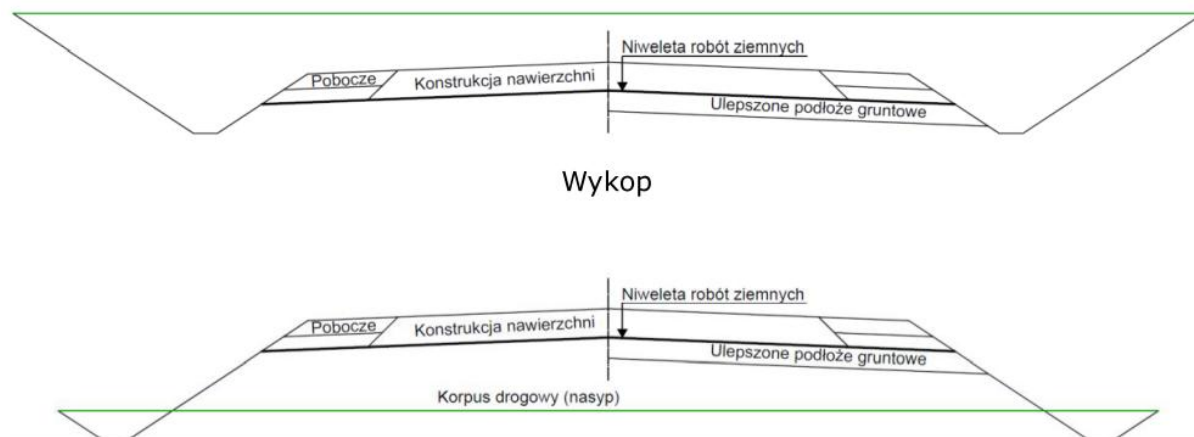 Niweleta robót ziemnych
Pobocze
Konstrukcja nawierzchni
Ulepszone podłoże gruntowe
Wykop
Niweleta robót ziemnych
Pobocze
Konstrukcja nawierzchni
Ulepszone podłoże gruntowe
Korpus drogowy (nasyp)